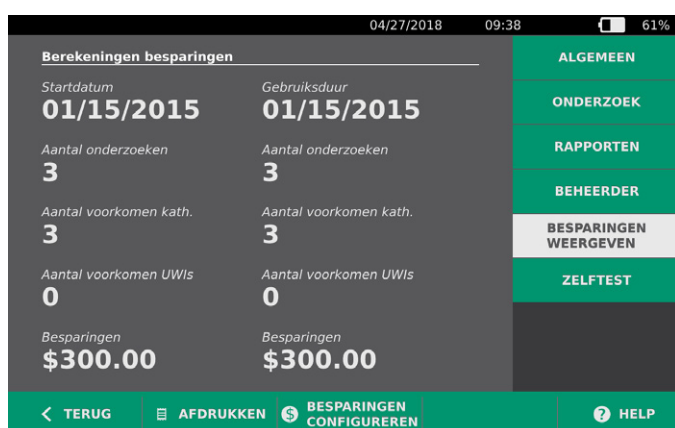 04/27/2018 09:38 61%
Berekeningen besparingen
Startdatum Gebruiksduur
01/15/2015 01/15/2015
Aantal onderzoeken Aantal onderzoeken
3 3
Aantal voorkomen kath. Aantal voorkomen kath.
3 3
Aantal voorkomen UWIs Aantal voorkomen UWIs
0 0
Besparingen Besparingen
$300.00 $300.00
ALGEMEEN
ONDERZOEK
RAPPORTEN
BEHEERDER
BESPARINGEN
WEERGEVEN
ZELFTEST
TERUG AFDRUKKEN BESPARINGEN
CONFIGUREREN
HELP